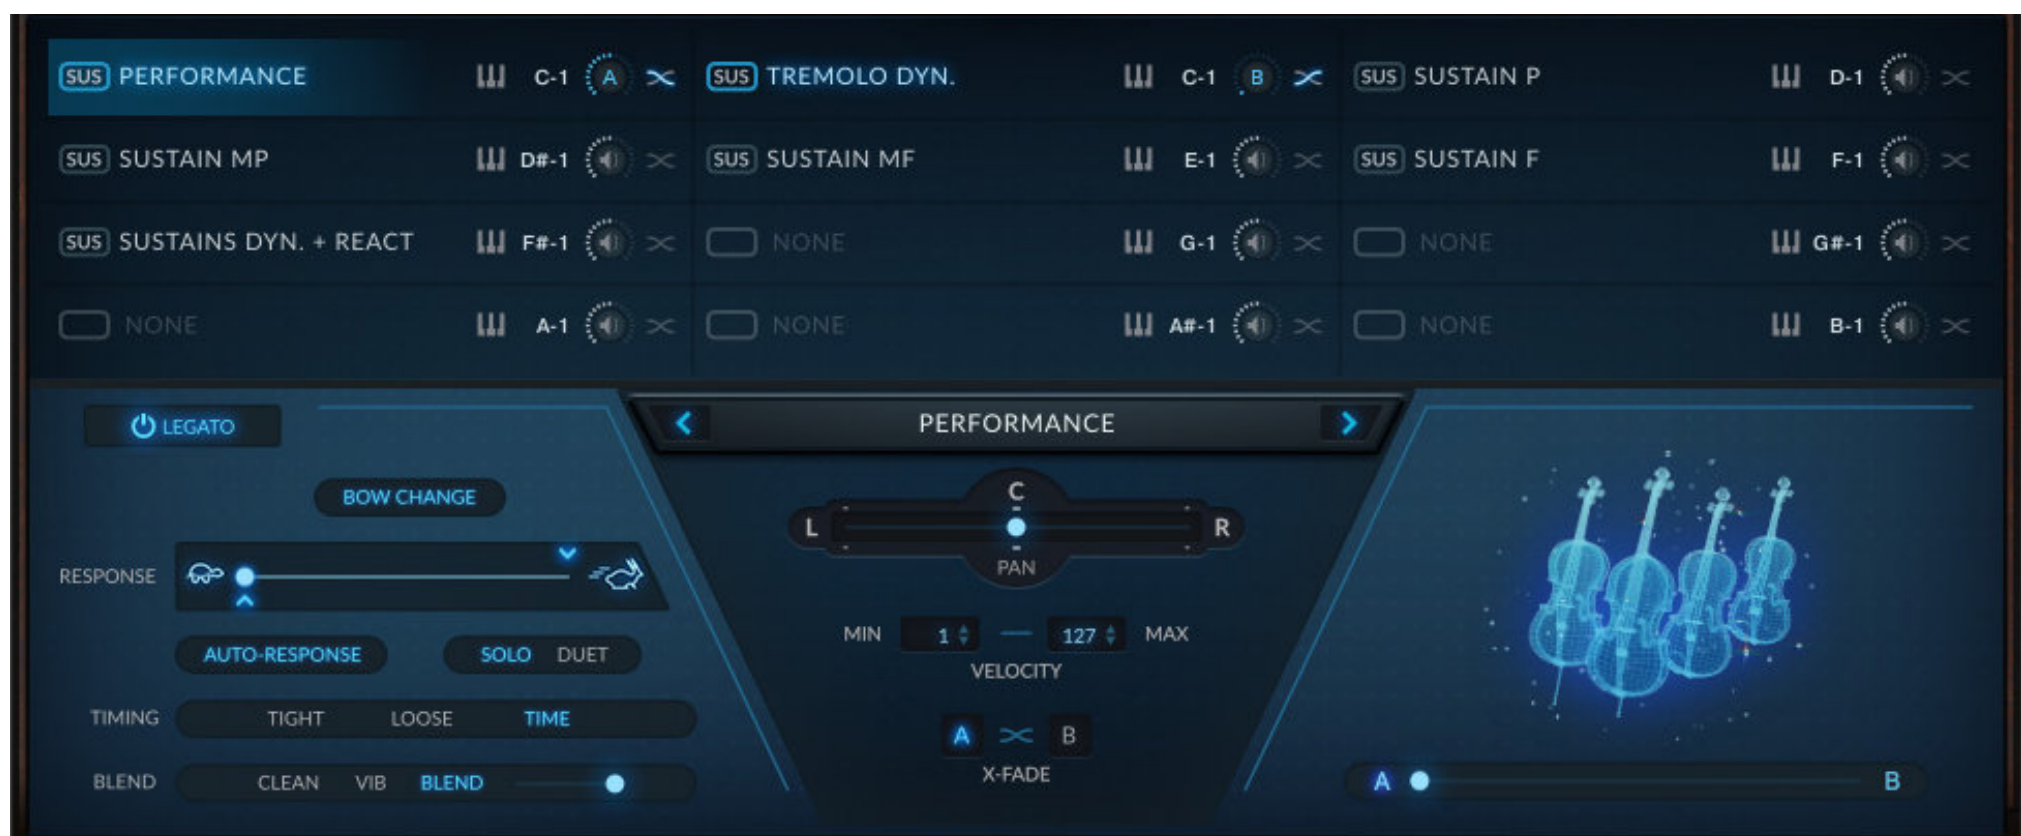 SUS PERFORMANCE C-1 A SUS TREMOLO DYN. C-1 B SUS SUSTAIN P D-1
SUS SUSTAIN MP D#-1 SUS SUSTAIN MF E-1 SUS SUSTAIN F F-1
SUS SUSTAINS DYN. + REACT F#-1 NONE G-1 NONE G#-1
NONE A-1 NONE A#-1 NONE B-1
LEGATO
BOW CHANGE
RESPONSE
AUTO-RESPONSE SOLO DUET
TIMING TIGHT LOOSE TIME
BLEND CLEAN VIB BLEND
PERFORMANCE
C
L R
PAN
MIN 1 127 MAX
VELOCITY
A B
X-FADE
A B